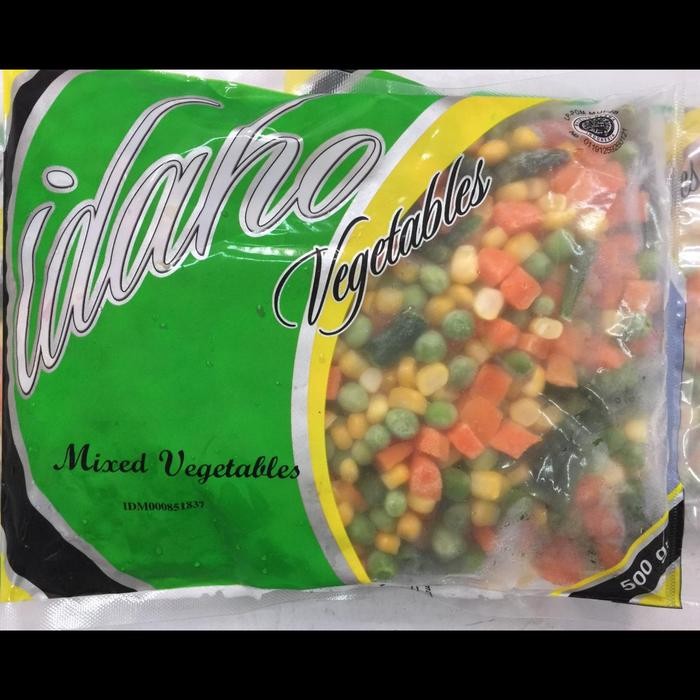 idaho
Vegetables
Mixed Vegetables
IDM000851837
500 gr